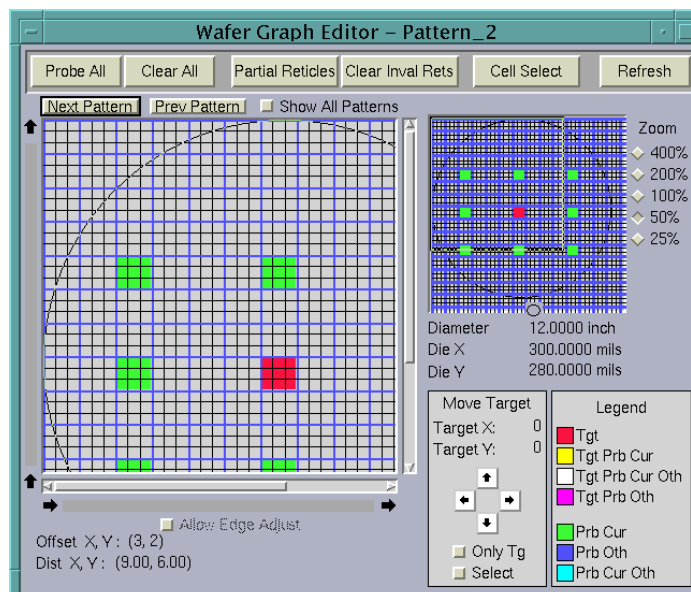 Wafer Graph Editor – Pattern_2
Probe All Clear All Partial Reticles Clear Inval Rets Cell Select Refresh
Next Pattern Prev Pattern Show All Patterns
Zoom
400%
200%
100%
50%
25%
Diameter 12.0000 inch
Die X 300.0000 mils
Die Y 280.0000 mils
Move Target
Target X: 0
Target Y: 0
Only Tg
Select
Legend
Tgt
Tgt Prb Cur
Tgt Prb Cur Oth
Tgt Prb Oth
Prb Cur
Prb Oth
Prb Cur Oth
Allow Edge Adjust
Offset X, Y : (3, 2)
Dist X, Y : (9.00, 6.00)